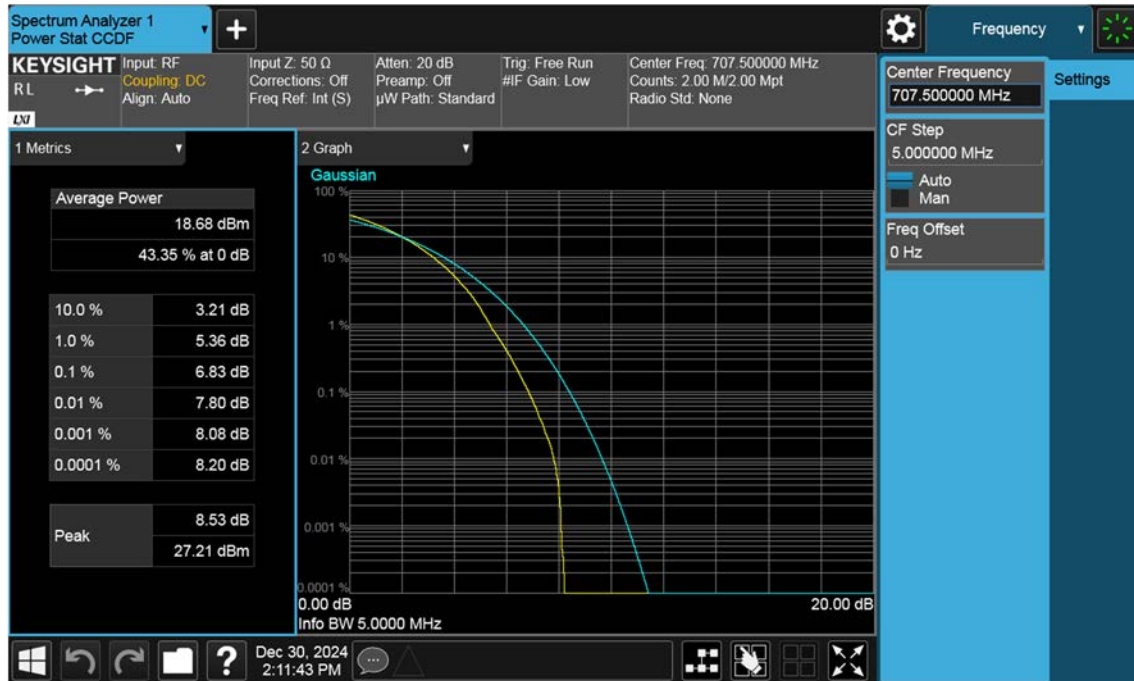 Spectrum Analyzer 1
Power Stat CCDF
Frequency
KEYSIGHT
RL
LXI
Input: RF
Coupling: DC
Align: Auto
Input Z: 50 Ω
Corrections: Off
Freq Ref: Int (S)
Atten: 20 dB
Preamp: Off
µW Path: Standard
Trig: Free Run
#IF Gain: Low
Center Freq: 707.500000 MHz
Counts: 2.00 M/2.00 Mpt
Radio Std: None
Center Frequency
707.500000 MHz
Settings
CF Step
5.000000 MHz
Auto
Man
Freq Offset
0 Hz
1 Metrics
Average Power
18.68 dBm
43.35 % at 0 dB
10.0 % 3.21 dB
1.0 % 5.36 dB
0.1 % 6.83 dB
0.01 % 7.80 dB
0.001 % 8.08 dB
0.0001 % 8.20 dB
Peak
8.53 dB
27.21 dBm
2 Graph
Gaussian
100 %
10 %
1 %
0.1 %
0.01 %
0.001 %
0.0001 %
0.00 dB 20.00 dB
Info BW 5.0000 MHz
?
Dec 30, 2024
2:11:43 PM